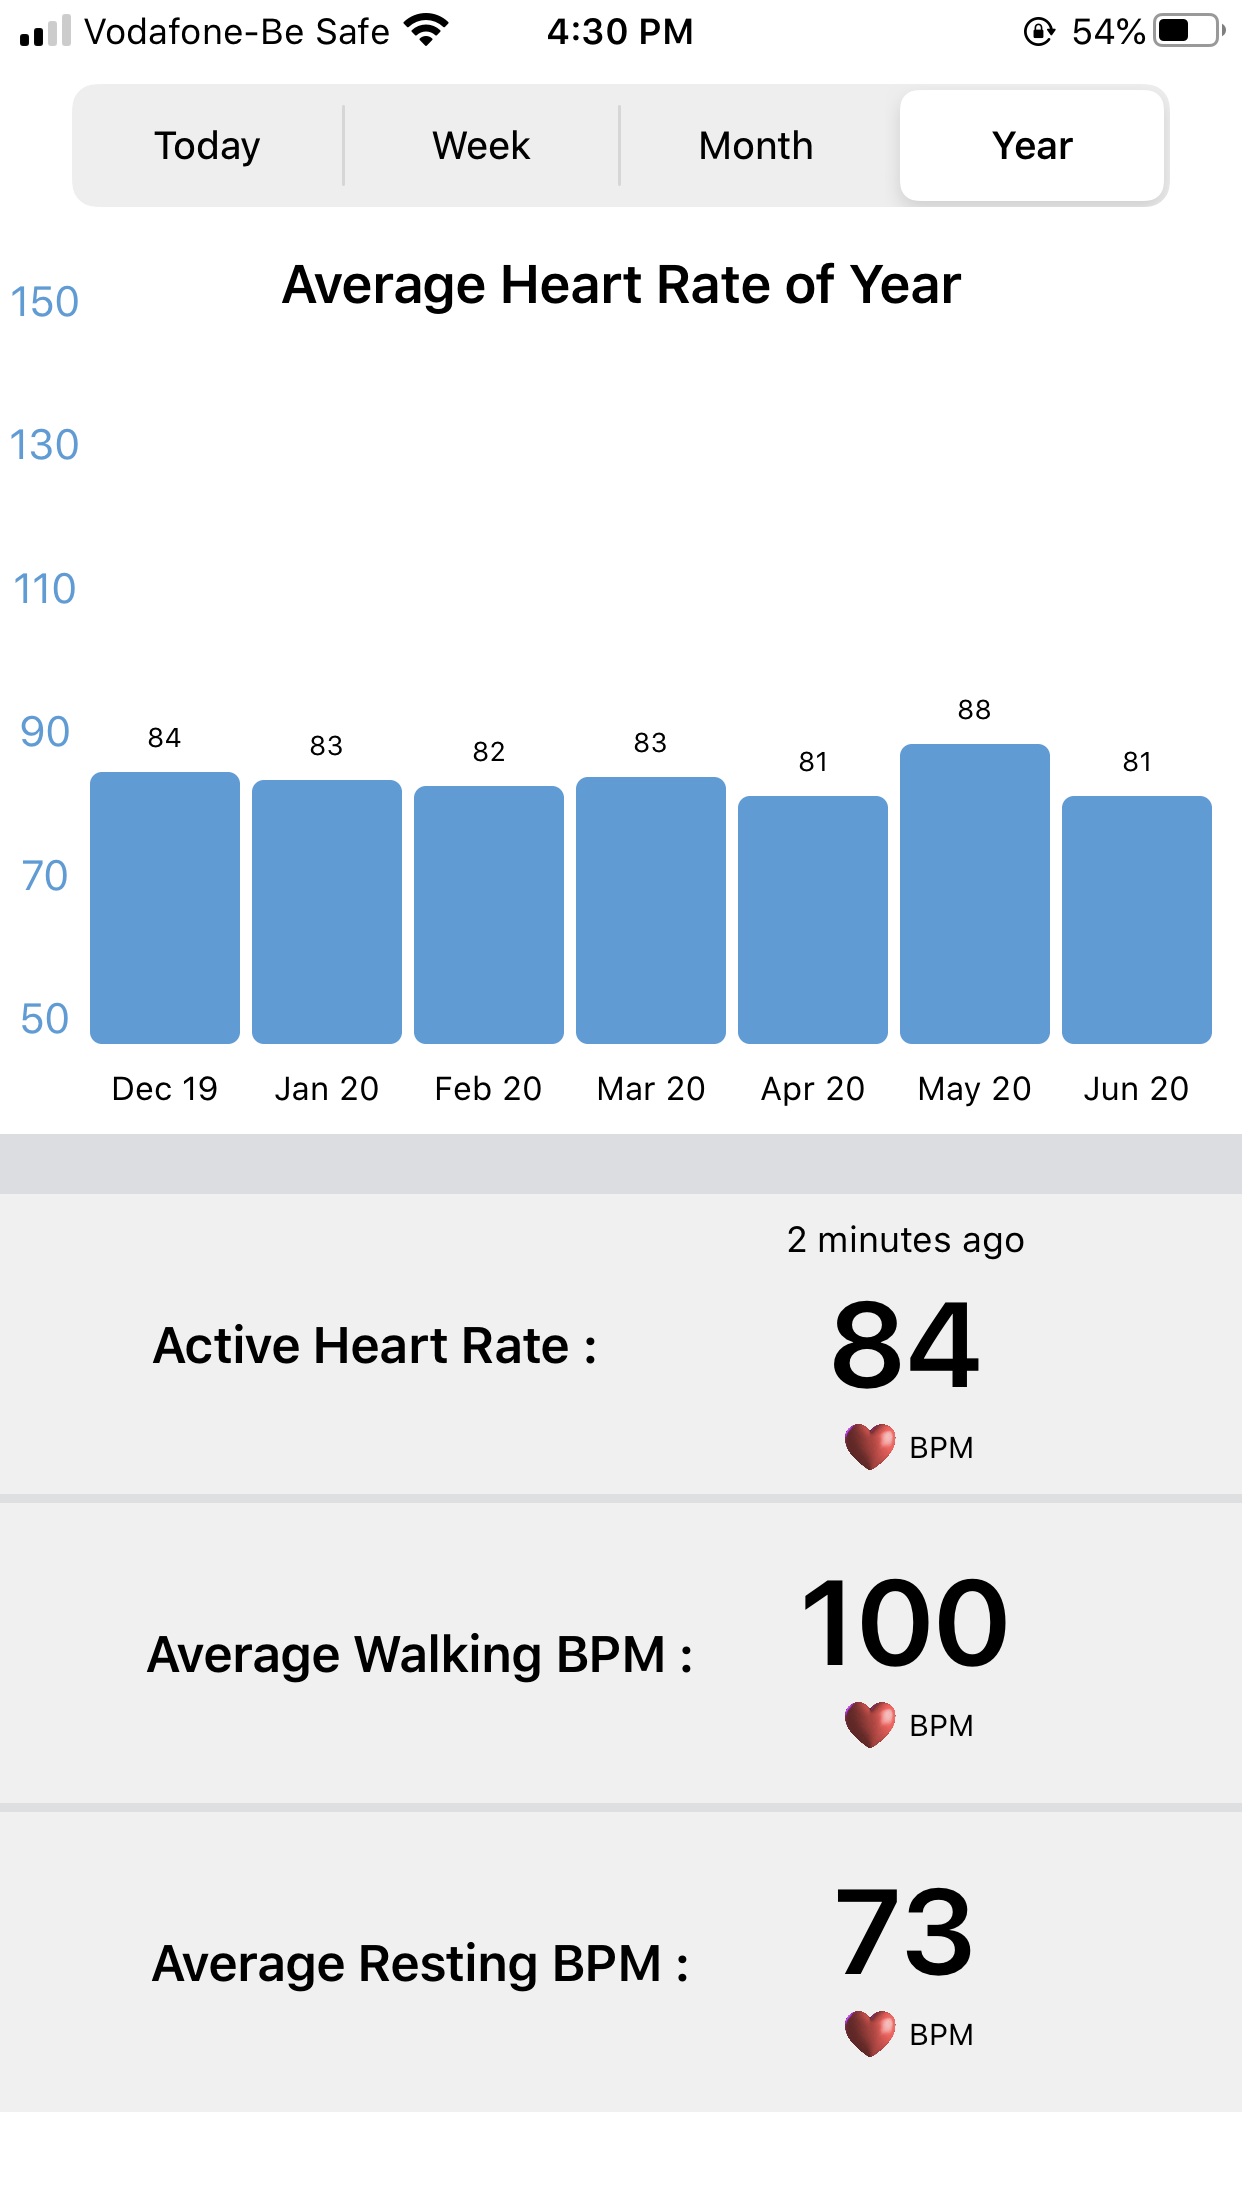 Vodafone-Be Safe 4:30 PM 54%
Today Week Month Year
Average Heart Rate of Year
150
130
110
90
70
50
84 83 82 83 81 88 81
Dec 19 Jan 20 Feb 20 Mar 20 Apr 20 May 20 Jun 20
2 minutes ago
Active Heart Rate : 84
BPM
Average Walking BPM : 100
BPM
Average Resting BPM : 73
BPM